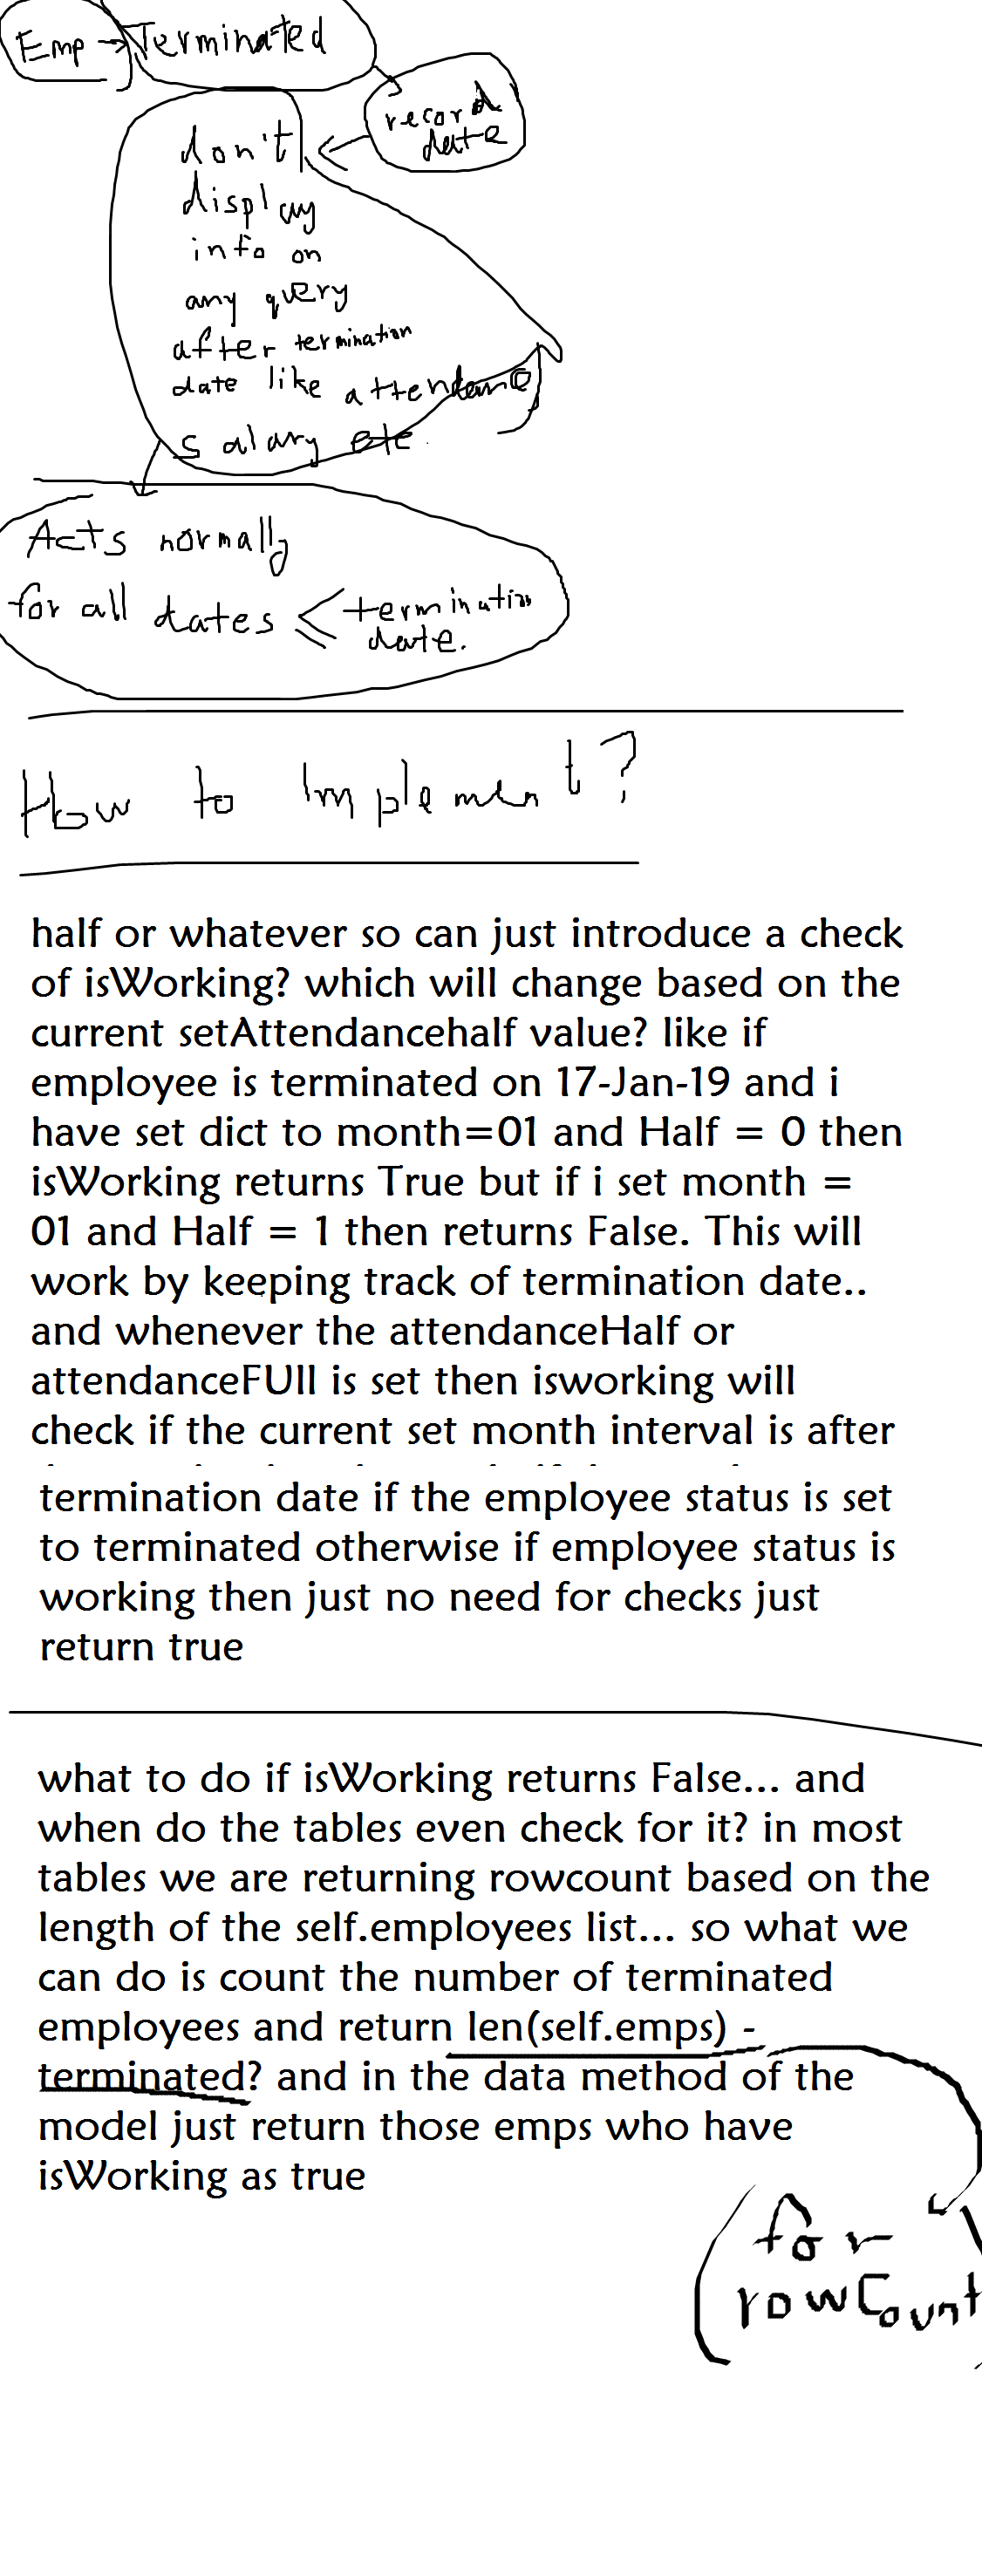 Emp → Terminated
record
date
don't
display
info on
any query
after termination
date like attendance
salary etc.
Acts normally
for all dates ≤ termination
date.
How to Implement?
half or whatever so can just introduce a check
of isWorking? which will change based on the
current setAttendancehalf value? like if
employee is terminated on 17-Jan-19 and i
have set dict to month=01 and Half = 0 then
isWorking returns True but if i set month =
01 and Half = 1 then returns False. This will
work by keeping track of termination date..
and whenever the attendanceHalf or
attendanceFUll is set then isworking will
check if the current set month interval is after
termination date if the employee status is set
to terminated otherwise if employee status is
working then just no need for checks just
return true
what to do if isWorking returns False... and
when do the tables even check for it? in most
tables we are returning rowcount based on the
length of the self.employees list... so what we
can do is count the number of terminated
employees and return len(self.emps) -
terminated? and in the data method of the
model just return those emps who have
isWorking as true
(for
rowCount)